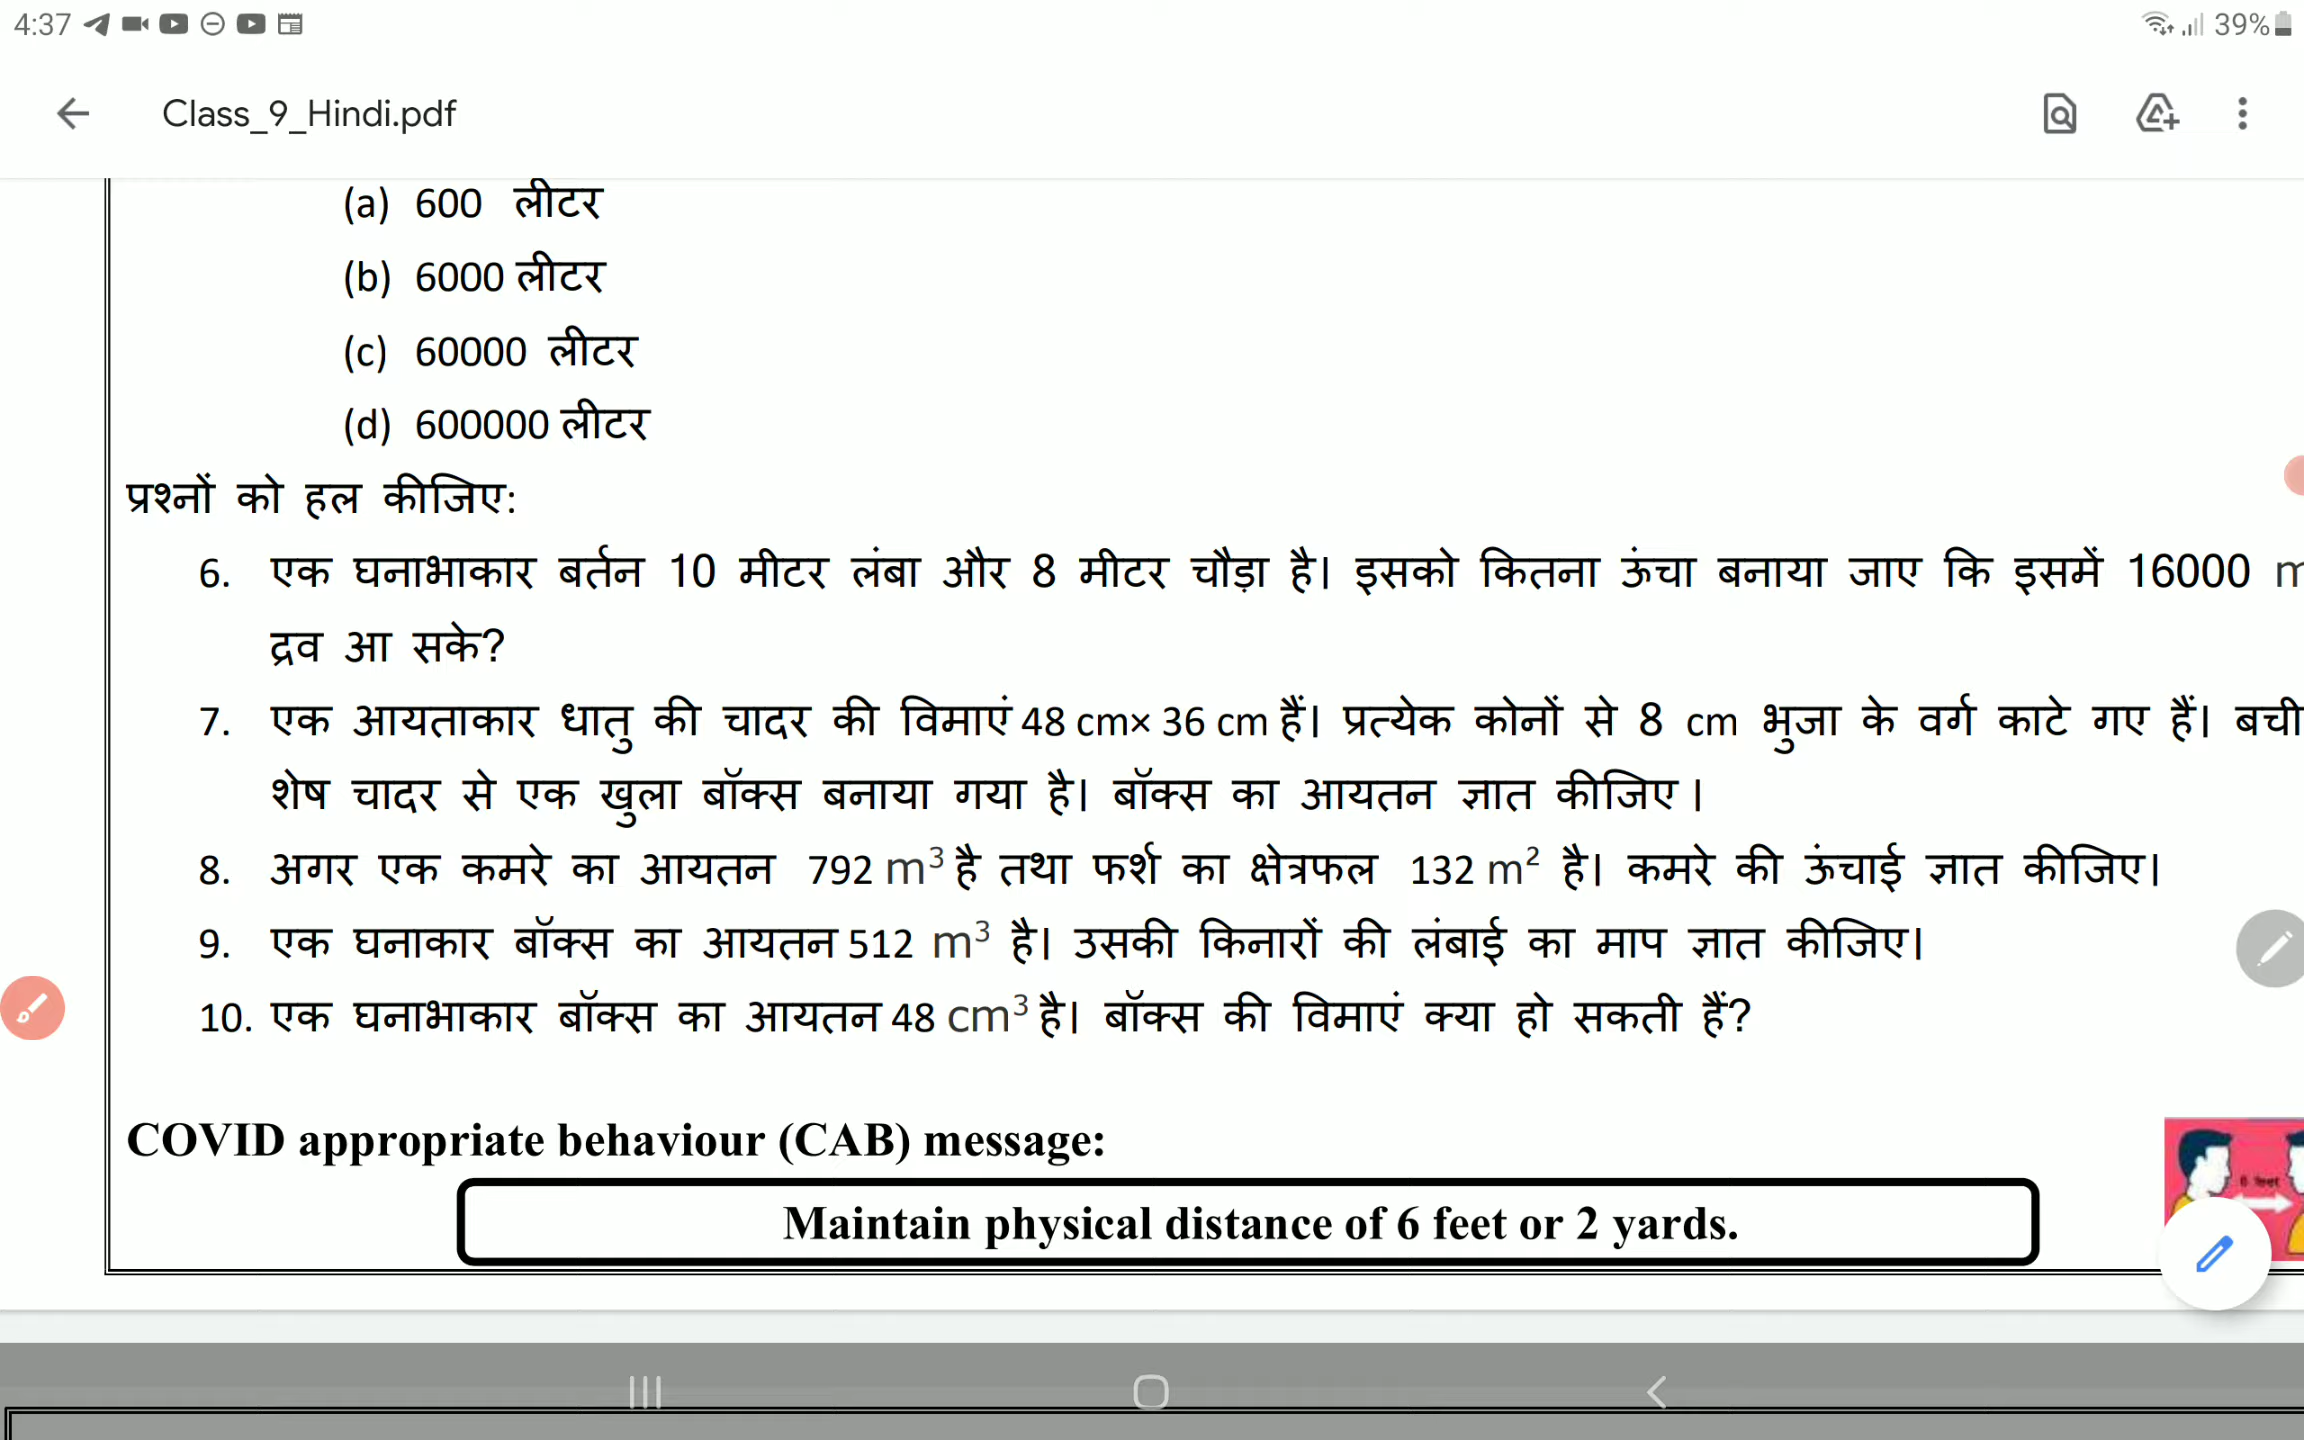 4:37
39%
Class_9_Hindi.pdf
(a) 600 लीटर
(b) 6000 लीटर
(c) 60000 लीटर
(d) 600000 लीटर
प्रश्नों को हल कीजिए:
6. एक घनाभाकार बर्तन 10 मीटर लंबा और 8 मीटर चौड़ा है। इसको कितना ऊंचा बनाया जाए कि इसमें 16000
द्रव आ सके?
7. एक आयताकार धातु की चादर की विमाएं 48 cm× 36 cm हैं। प्रत्येक कोनों से 8 cm भुजा के वर्ग काटे गए हैं। बची
शेष चादर से एक खुला बॉक्स बनाया गया है। बॉक्स का आयतन ज्ञात कीजिए ।
8. अगर एक कमरे का आयतन 792 m³ है तथा फर्श का क्षेत्रफल 132 m² है। कमरे की ऊंचाई ज्ञात कीजिए।
9. एक घनाकार बॉक्स का आयतन 512 m³ है। उसकी किनारों की लंबाई का माप ज्ञात कीजिए।
10. एक घनाभाकार बॉक्स का आयतन 48 cm³ है। बॉक्स की विमाएं क्या हो सकती हैं?
COVID appropriate behaviour (CAB) message:
6 feet
Maintain physical distance of 6 feet or 2 yards.